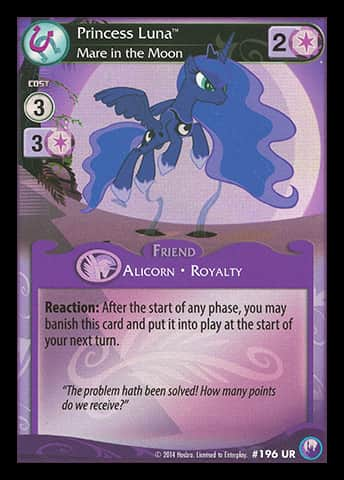 Princess Luna™
Mare in the Moon
2
COST
3
3
FRIEND
ALICORN • ROYALTY
Reaction: After the start of any phase, you may
banish this card and put it into play at the start of
your next turn.
"The problem hath been solved! How many points
do we receive?"
© 2014 Hasbro. Licensed to Enterplay. #196 UR